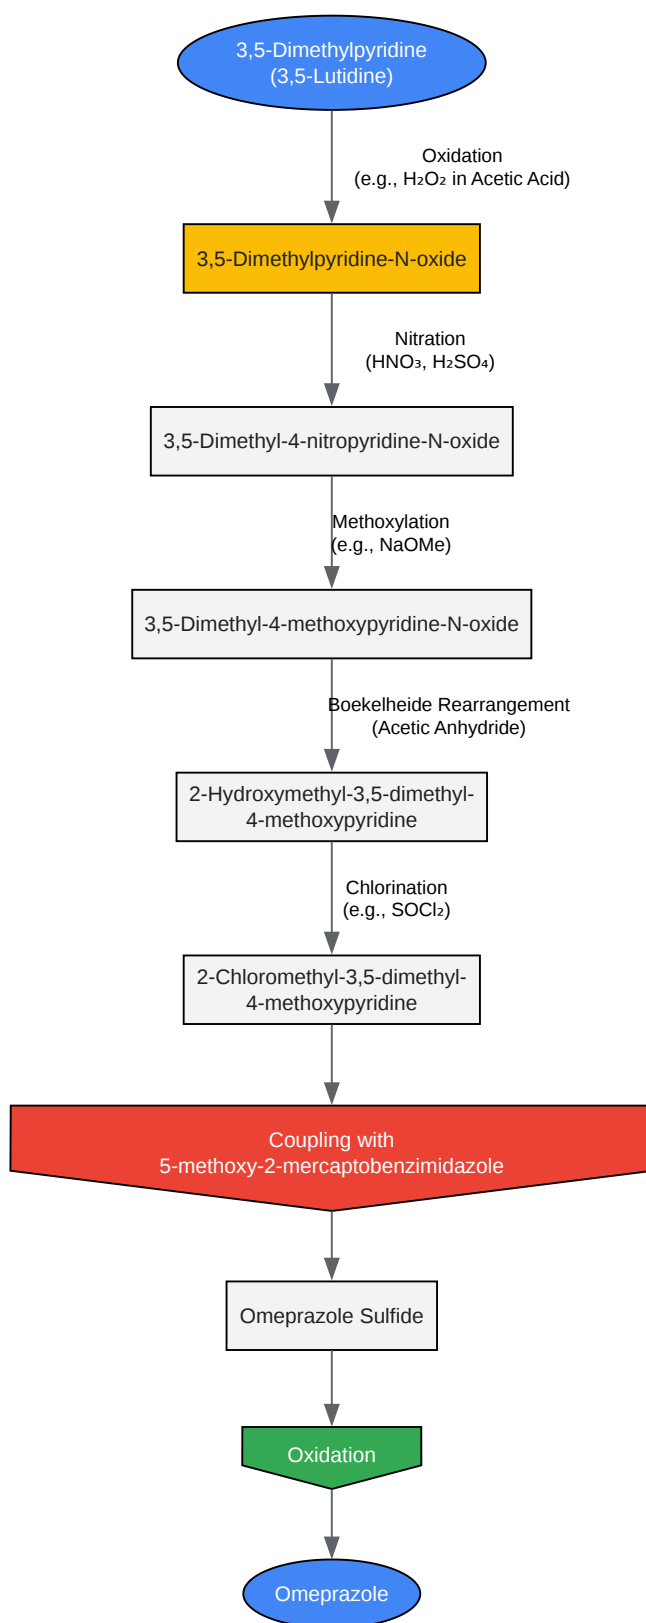 3,5-Dimethylpyridine
(3,5-Lutidine)
Oxidation
(e.g., H₂O₂ in Acetic Acid)
3,5-Dimethylpyridine-N-oxide
Nitration
(HNO₃, H₂SO₄)
3,5-Dimethyl-4-nitropyridine-N-oxide
Methoxylation
(e.g., NaOMe)
3,5-Dimethyl-4-methoxypyridine-N-oxide
Boekelheide Rearrangement
(Acetic Anhydride)
2-Hydroxymethyl-3,5-dimethyl-
4-methoxypyridine
Chlorination
(e.g., SOCl₂)
2-Chloromethyl-3,5-dimethyl-
4-methoxypyridine
Coupling with
5-methoxy-2-mercaptobenzimidazole
Omeprazole Sulfide
Oxidation
Omeprazole